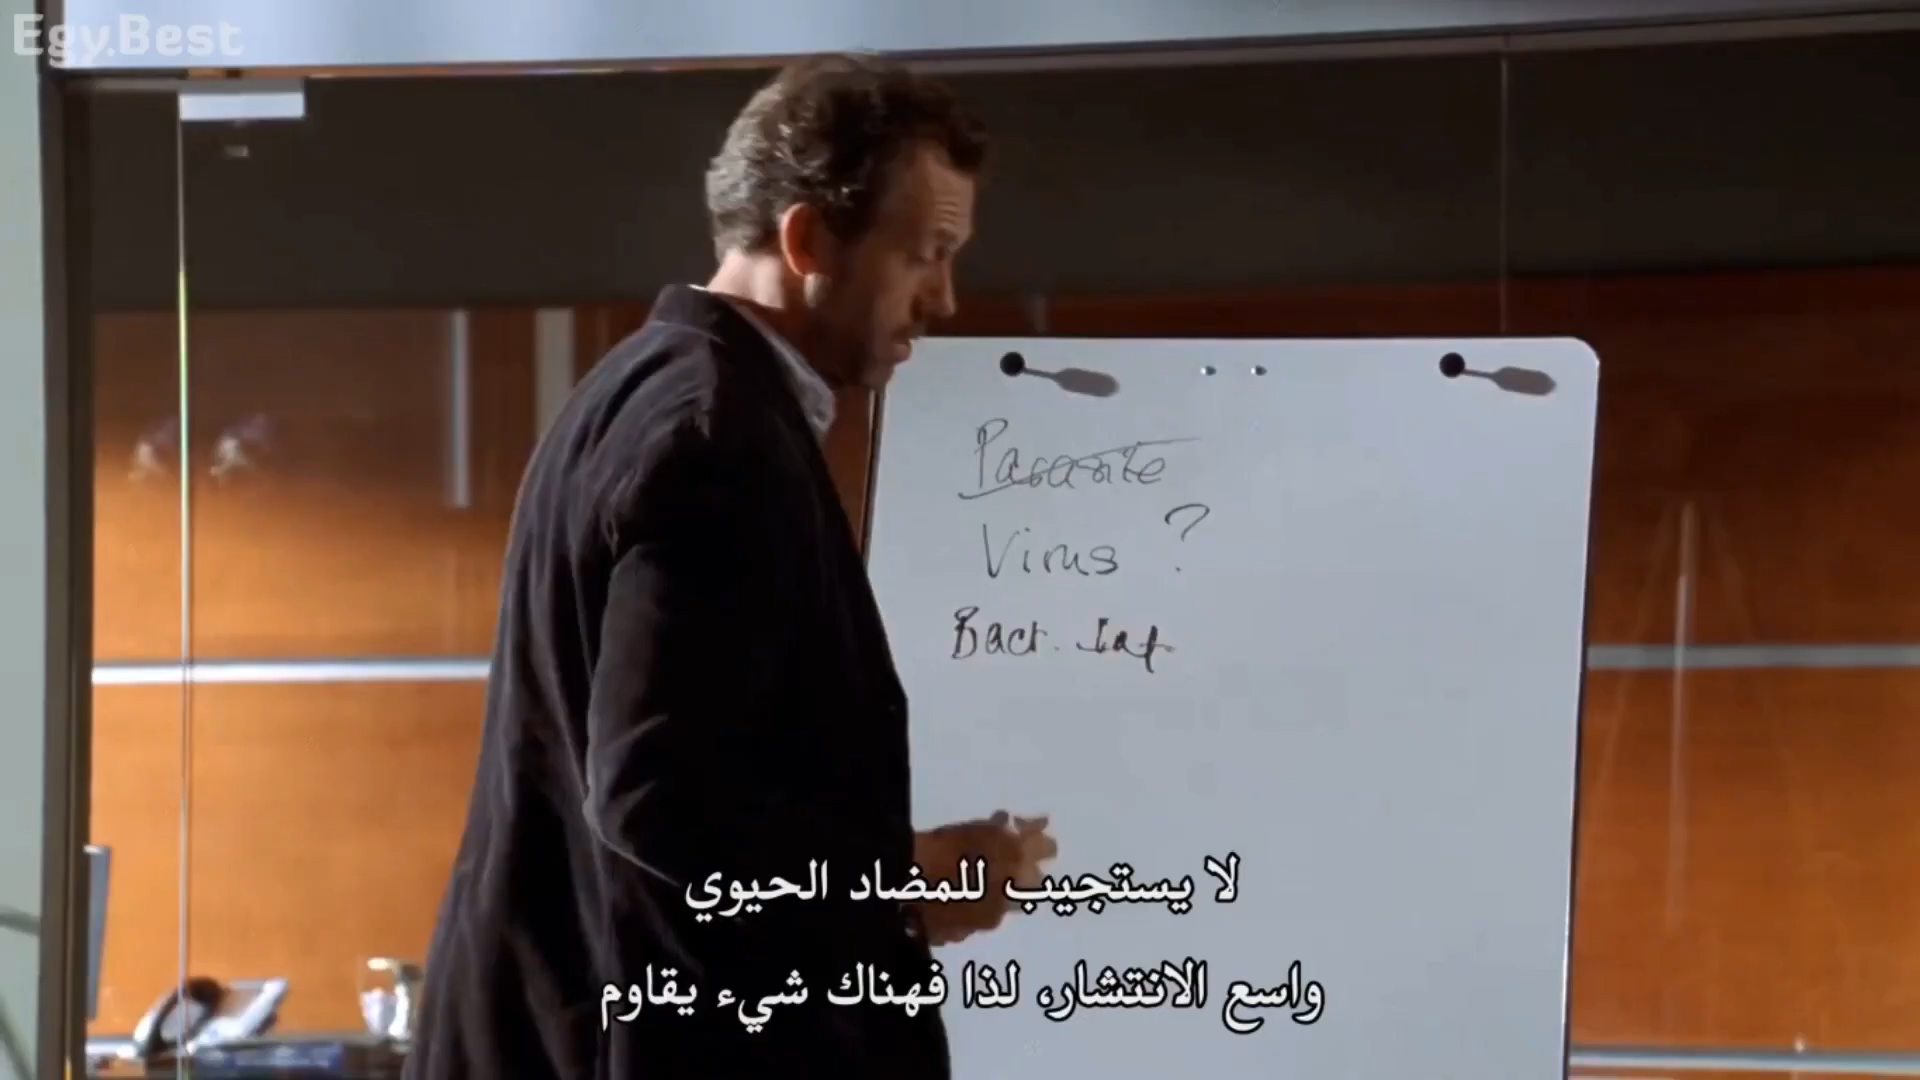 Egy.Best
Parasite
Virus ?
Bact. Inf
لا يستجيب للمضاد الحيوي
واسع الانتشار، لذا فهناك شيء يقاوم